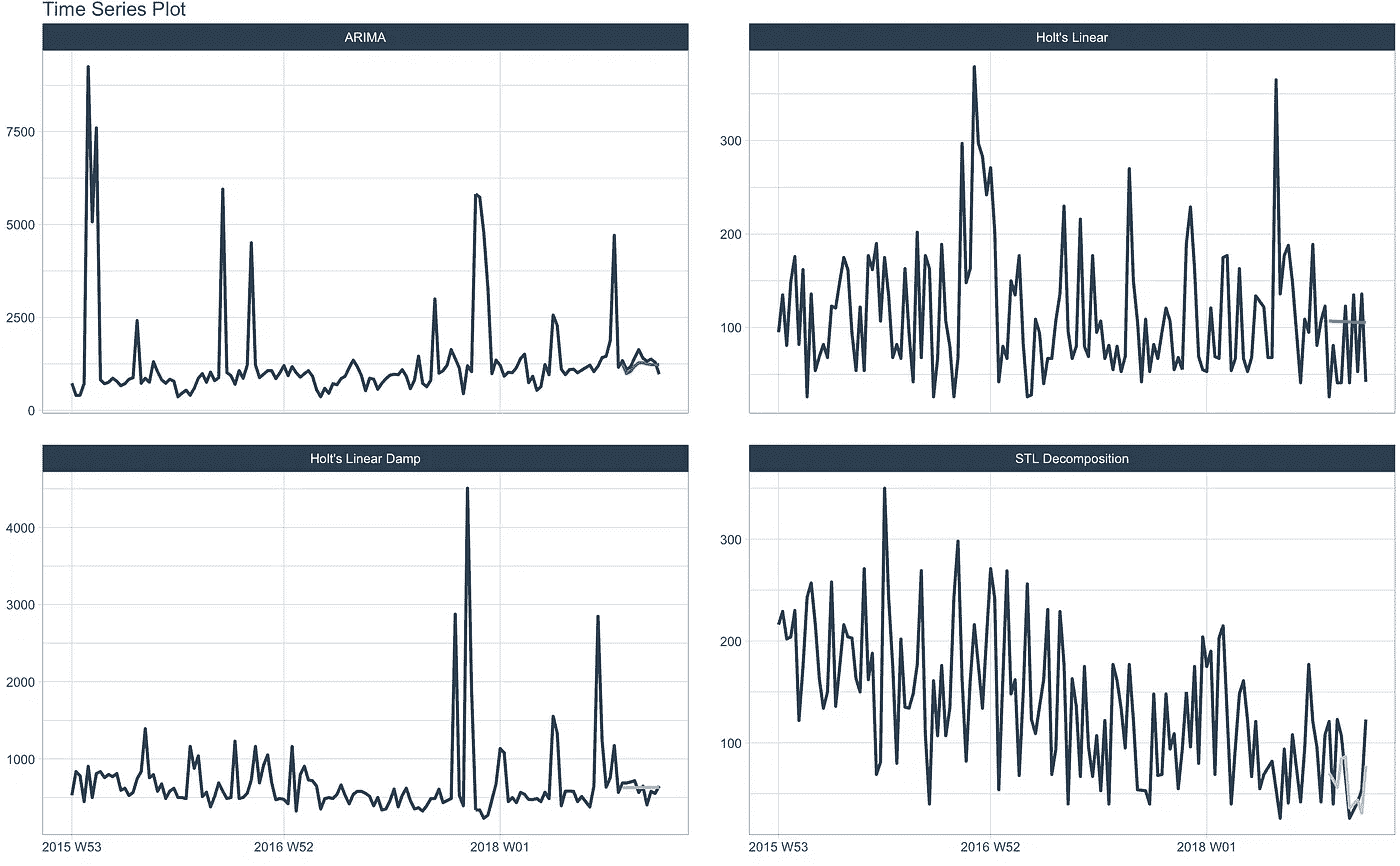 Time Series Plot
ARIMA
Holt's Linear
7500
5000
2500
0
300
200
100
Holt's Linear Damp
STL Decomposition
4000
3000
2000
1000
300
200
100
2015 W53
2016 W52
2018 W01
2015 W53
2016 W52
2018 W01